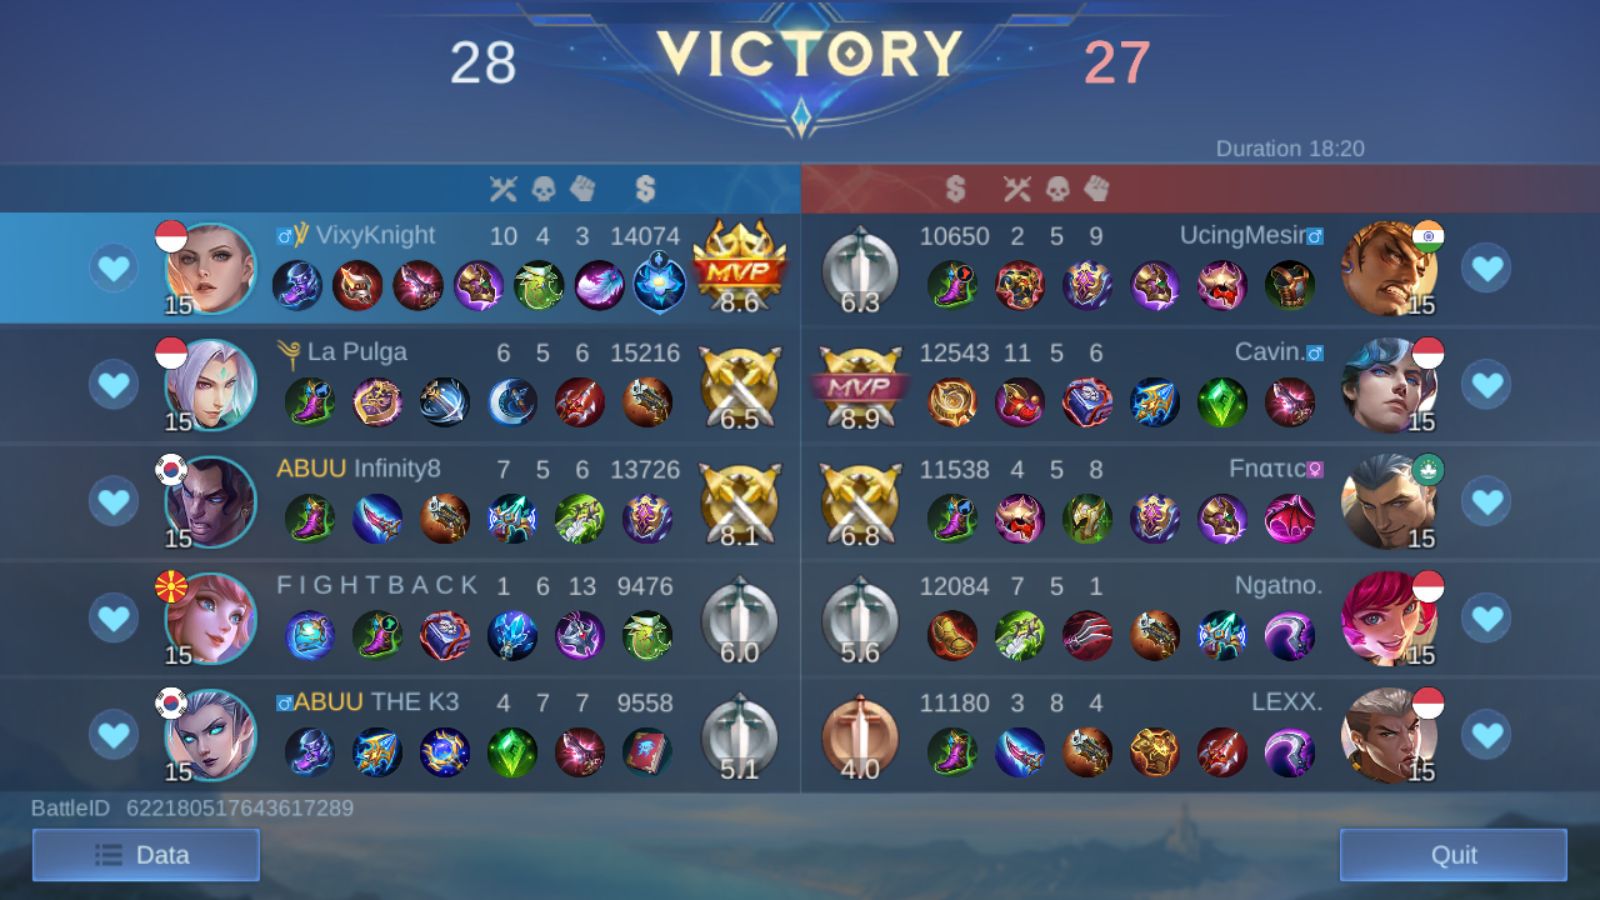 28 VICTORY 27
Duration 18:20
VixyKnight 10 4 3 14074 MVP 8.6
15
6.3 10650 2 5 9 UcingMesir
15
La Pulga 6 5 6 15216 6.5
15
MVP 8.9 12543 11 5 6 Cavin.
15
ABUU Infinity8 7 5 6 13726 8.1
15
6.8 11538 4 5 8 Fnατιc
15
F I G H T B A C K 1 6 13 9476 6.0
15
5.6 12084 7 5 1 Ngatno.
15
ABUU THE K3 4 7 7 9558 5.1
15
4.0 11180 3 8 4 LEXX.
15
BattleID 622180517643617289
Data
Quit